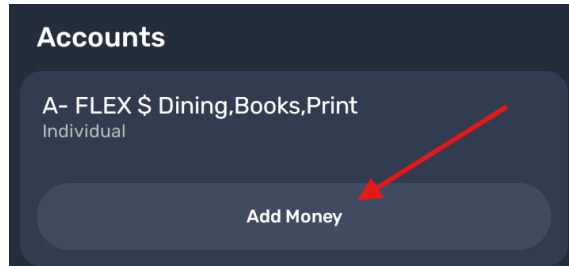 Accounts
A- FLEX $ Dining,Books,Print
Individual
Add Money